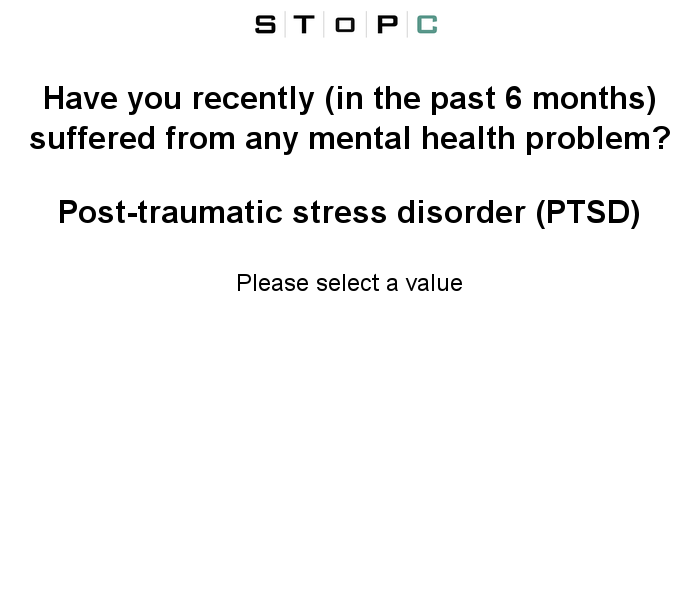 STOPC
Have you recently (in the past 6 months)
suffered from any mental health problem?
Post-traumatic stress disorder (PTSD)
Please select a value